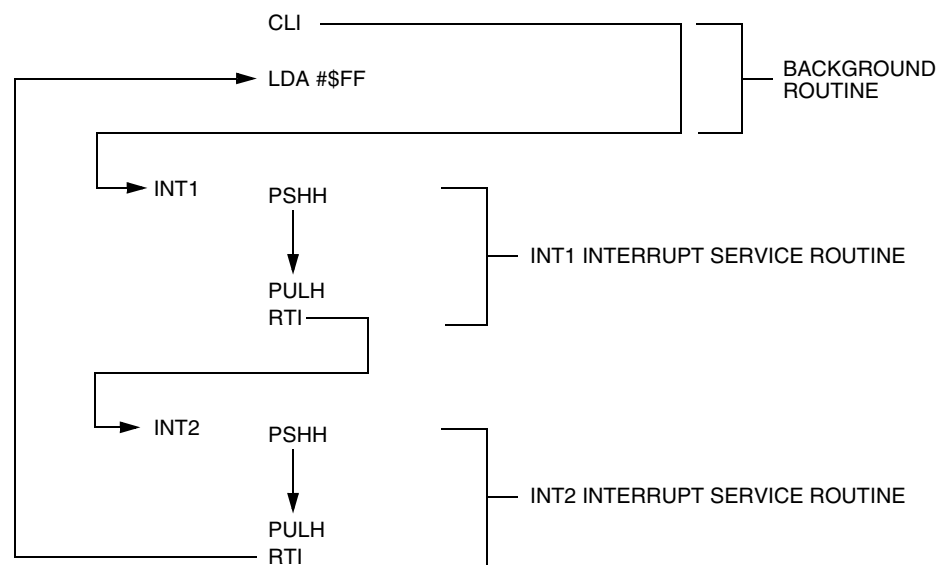 CLI
LDA #$FF
BACKGROUND
ROUTINE
INT1
PSHH
INT1 INTERRUPT SERVICE ROUTINE
PULH
RTI
INT2
PSHH
INT2 INTERRUPT SERVICE ROUTINE
PULH
RTI